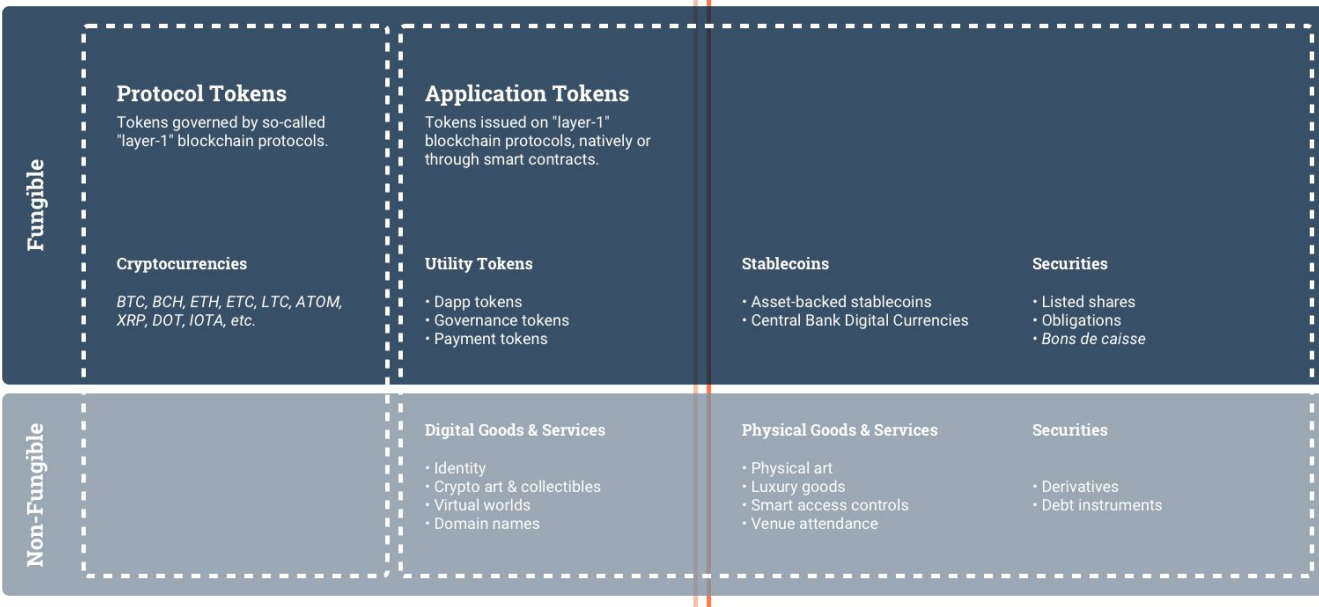 Fungible
Protocol Tokens
Tokens governed by so-called
"layer-1" blockchain protocols.
Cryptocurrencies
BTC, BCH, ETH, ETC, LTC, ATOM,
XRP, DOT, IOTA, etc.
Application Tokens
Tokens issued on "layer-1"
blockchain protocols, natively or
through smart contracts.
Utility Tokens
• Dapp tokens
• Governance tokens
• Payment tokens
Stablecoins
• Asset-backed stablecoins
• Central Bank Digital Currencies
Securities
• Listed shares
• Obligations
• Bons de caisse
Non-Fungible
Digital Goods & Services
• Identity
• Crypto art & collectibles
• Virtual worlds
• Domain names
Physical Goods & Services
• Physical art
• Luxury goods
• Smart access controls
• Venue attendance
Securities
• Derivatives
• Debt instruments